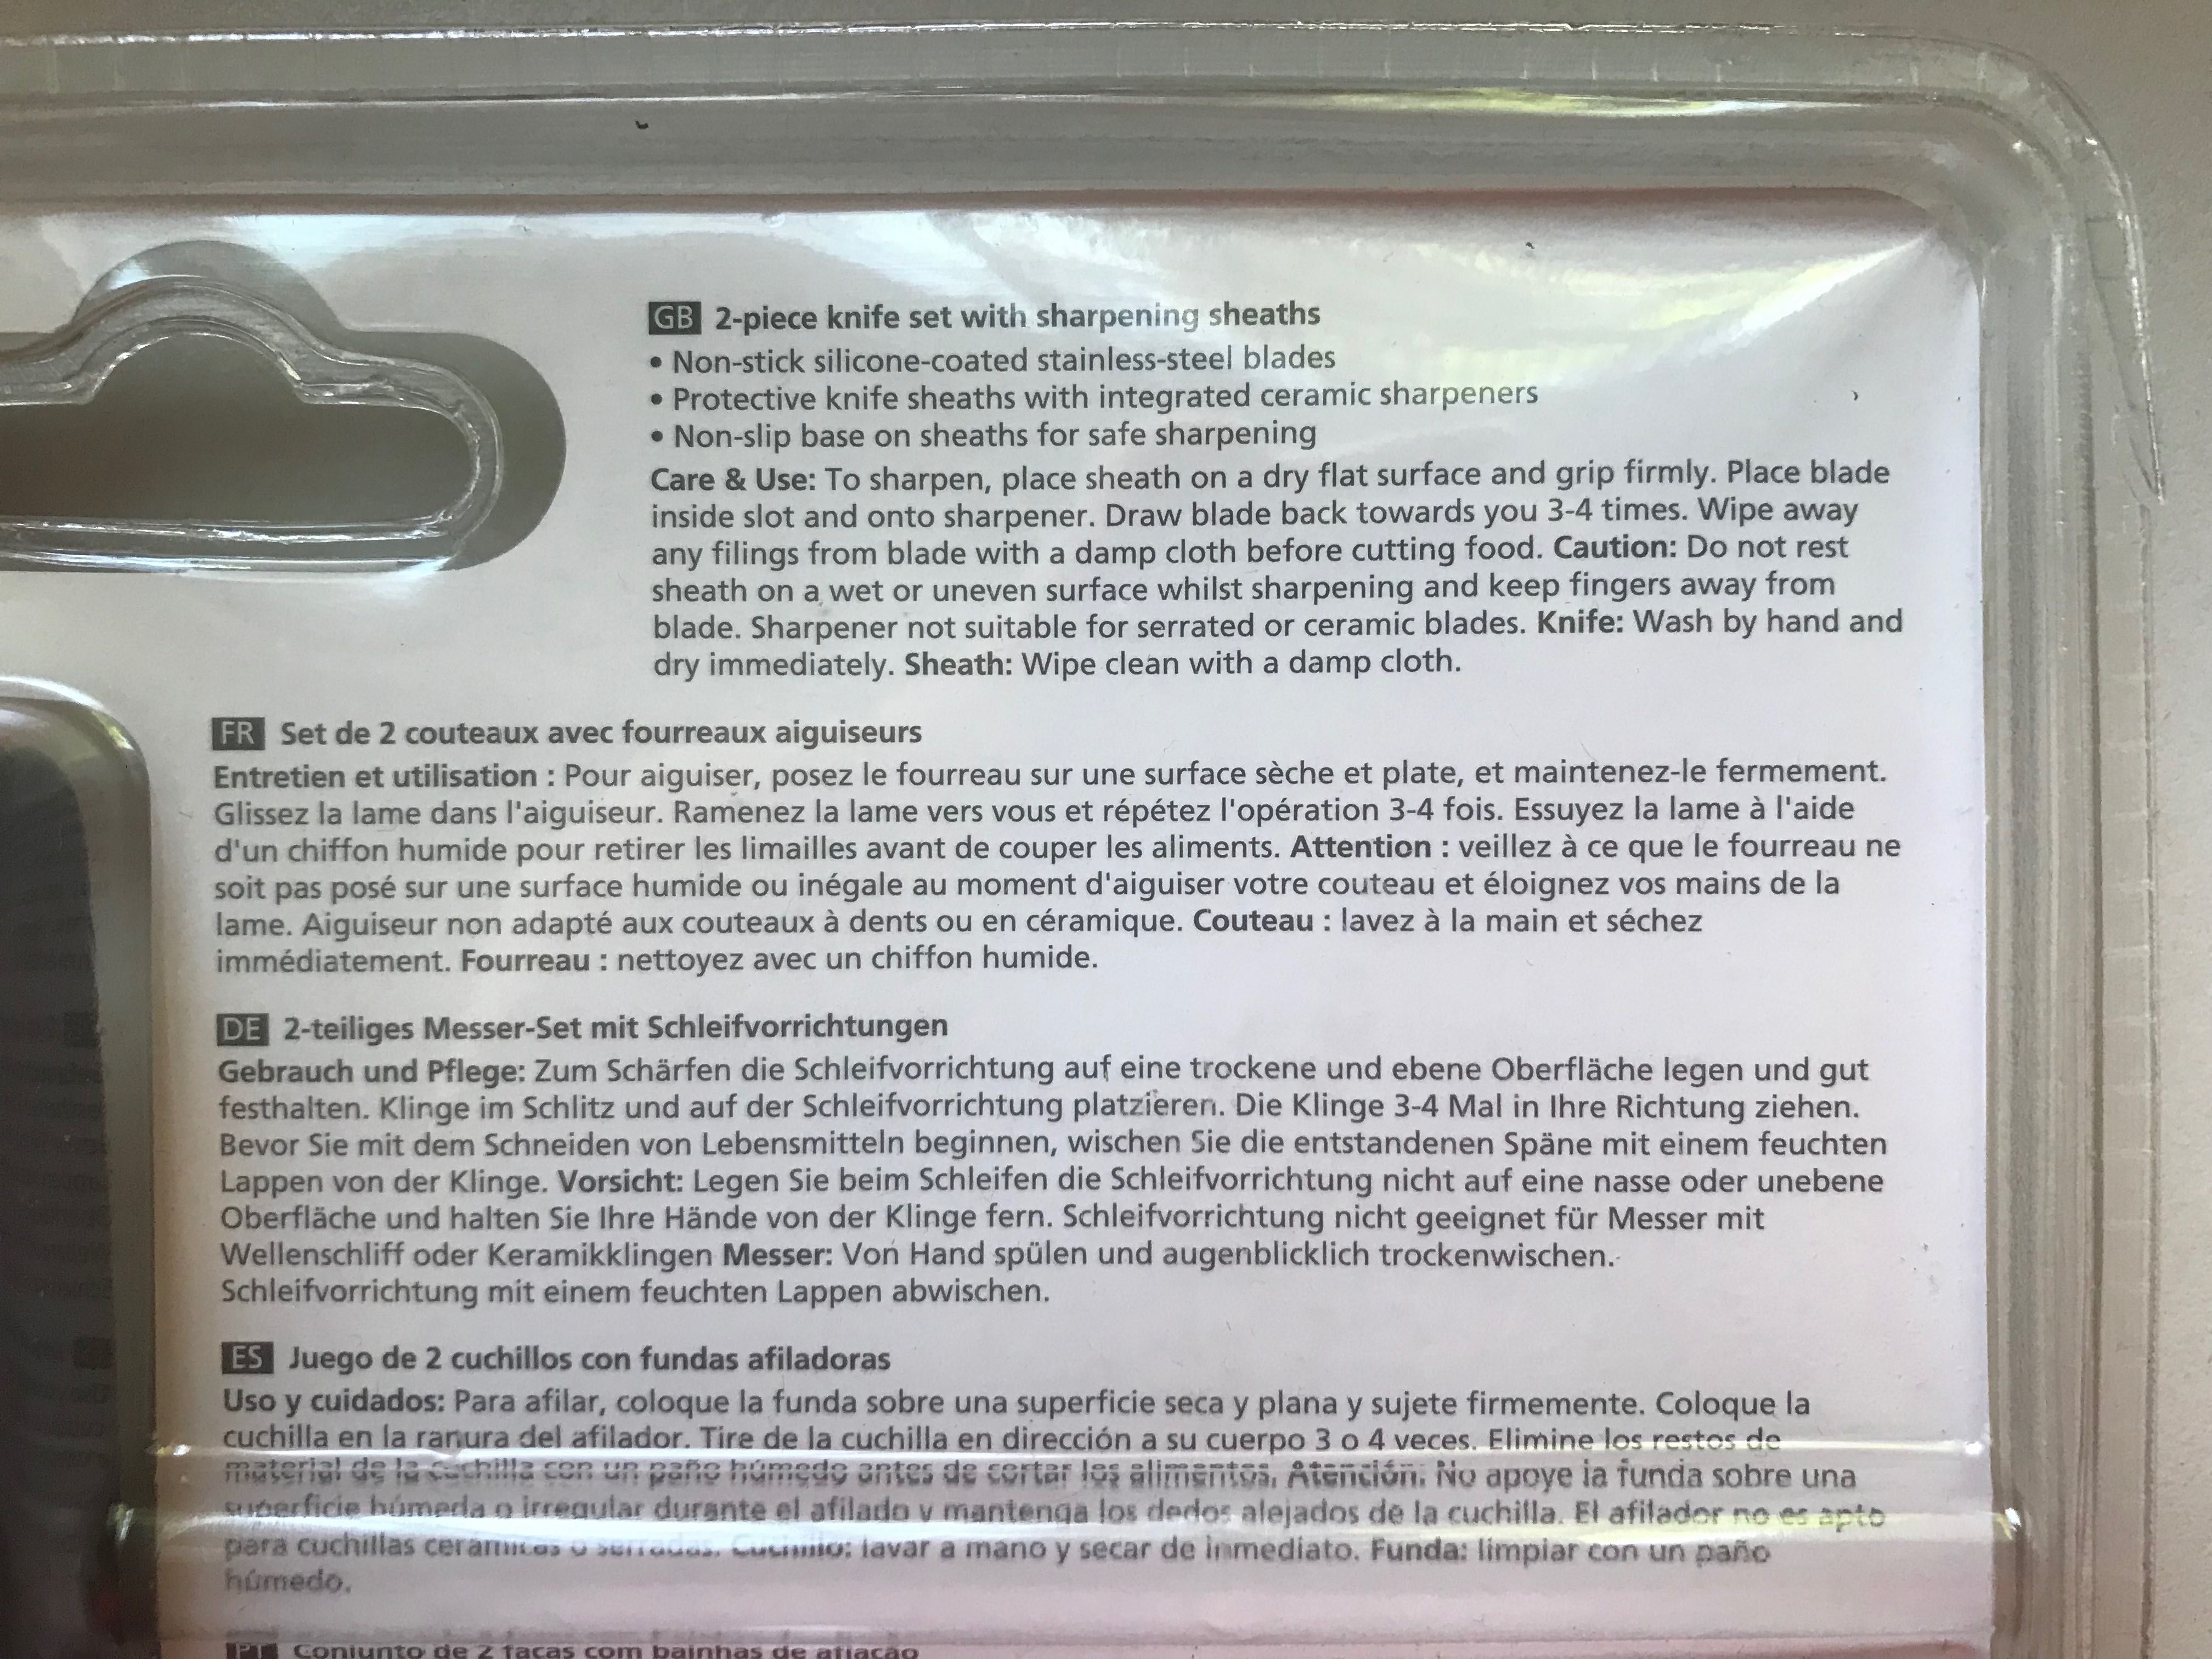 GB 2-piece knife set with sharpening sheaths
• Non-stick silicone-coated stainless-steel blades
• Protective knife sheaths with integrated ceramic sharpeners
• Non-slip base on sheaths for safe sharpening
Care & Use: To sharpen, place sheath on a dry flat surface and grip firmly. Place blade
inside slot and onto sharpener. Draw blade back towards you 3-4 times. Wipe away
any filings from blade with a damp cloth before cutting food. Caution: Do not rest
sheath on a wet or uneven surface whilst sharpening and keep fingers away from
blade. Sharpener not suitable for serrated or ceramic blades. Knife: Wash by hand and
dry immediately. Sheath: Wipe clean with a damp cloth.
FR Set de 2 couteaux avec fourreaux aiguiseurs
Entretien et utilisation : Pour aiguiser, posez le fourreau sur une surface sèche et plate, et maintenez-le fermement.
Glissez la lame dans l'aiguiseur. Ramenez la lame vers vous et répétez l'opération 3-4 fois. Essuyez la lame à l'aide
d'un chiffon humide pour retirer les limailles avant de couper les aliments. Attention : veillez à ce que le fourreau ne
soit pas posé sur une surface humide ou inégale au moment d'aiguiser votre couteau et éloignez vos mains de la
lame. Aiguiseur non adapté aux couteaux à dents ou en céramique. Couteau : lavez à la main et séchez
immédiatement. Fourreau : nettoyez avec un chiffon humide.
DE 2-teiliges Messer-Set mit Schleifvorrichtungen
Gebrauch und Pflege: Zum Schärfen die Schleifvorrichtung auf eine trockene und ebene Oberfläche legen und gut
festhalten. Klinge im Schlitz und auf der Schleifvorrichtung platzieren. Die Klinge 3-4 Mal in Ihre Richtung ziehen.
Bevor Sie mit dem Schneiden von Lebensmitteln beginnen, wischen Sie die entstandenen Späne mit einem feuchten
Lappen von der Klinge. Vorsicht: Legen Sie beim Schleifen die Schleifvorrichtung nicht auf eine nasse oder unebene
Oberfläche und halten Sie Ihre Hände von der Klinge fern. Schleifvorrichtung nicht geeignet für Messer mit
Wellenschliff oder Keramikklingen Messer: Von Hand spülen und augenblicklich trockenwischen.
Schleifvorrichtung mit einem feuchten Lappen abwischen.
ES Juego de 2 cuchillos con fundas afiladoras
Uso y cuidados: Para afilar, coloque la funda sobre una superficie seca y plana y sujete firmemente. Coloque la
cuchilla en la ranura del afilador. Tire de la cuchilla en dirección a su cuerpo 3 o 4 veces. Elimine los restos de
material de la cuchilla con un paño húmedo antes de cortar los alimentos. Atención. No apoye la funda sobre una
superficie húmeda o irregular durante el afilado y mantenga los dedos alejados de la cuchilla. El afilador no es apto
para cuchillas cerámicas o serradas. Cuchillo: lavar a mano y secar de inmediato. Funda: limpiar con un paño
húmedo.
PT Conjunto de 2 facas com bainhas de afiação